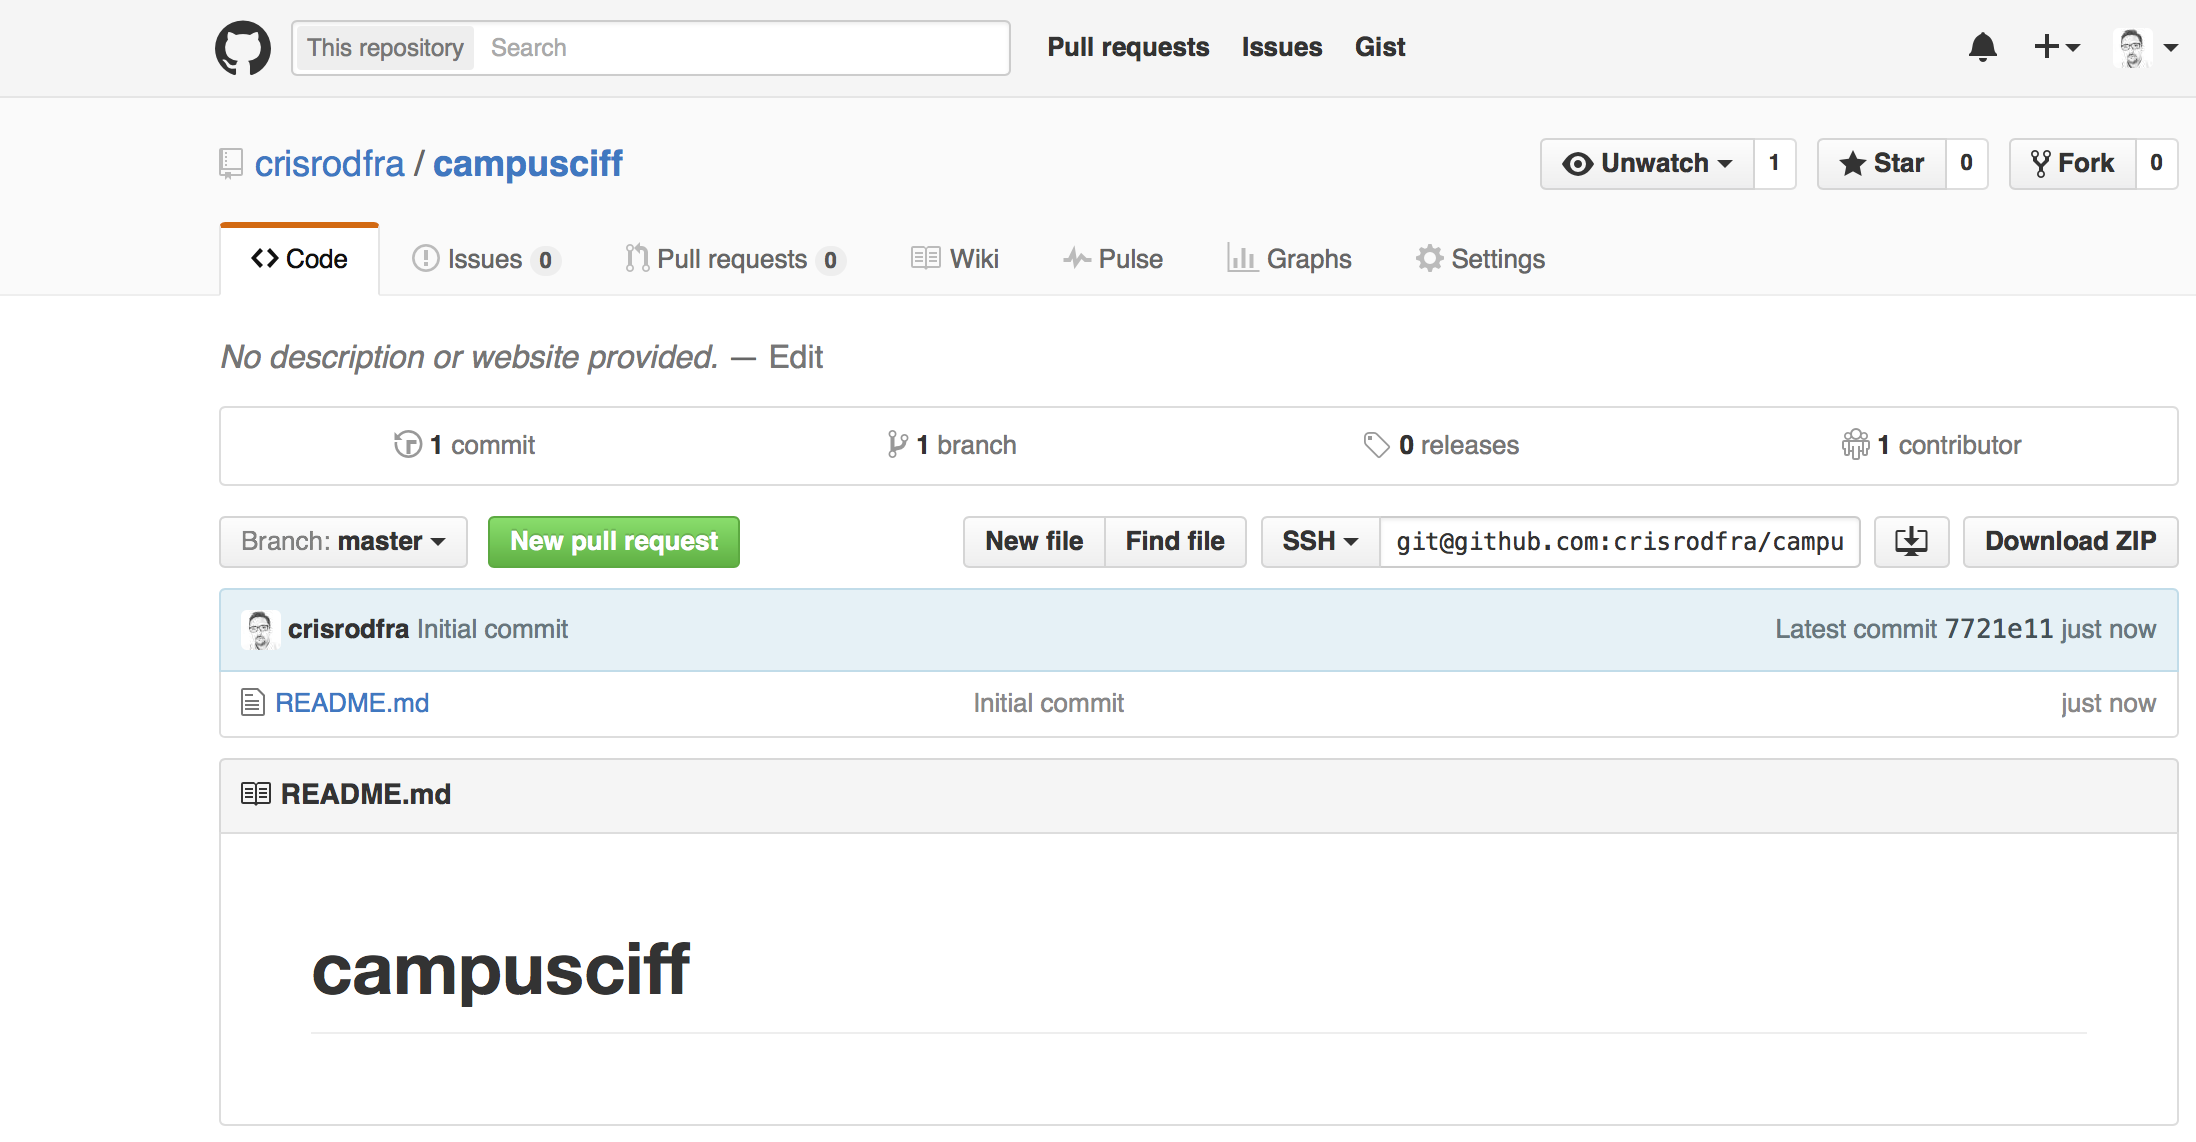 This repository Search Pull requests Issues Gist
crisrodfra / campusciff Unwatch 1 Star 0 Fork 0
Code Issues 0 Pull requests 0 Wiki Pulse Graphs Settings
No description or website provided. — Edit
1 commit 1 branch 0 releases 1 contributor
Branch: master New pull request New file Find file SSH git@github.com:crisrodfra/campu Download ZIP
crisrodfra Initial commit Latest commit 7721e11 just now
README.md Initial commit just now
README.md
campusciff